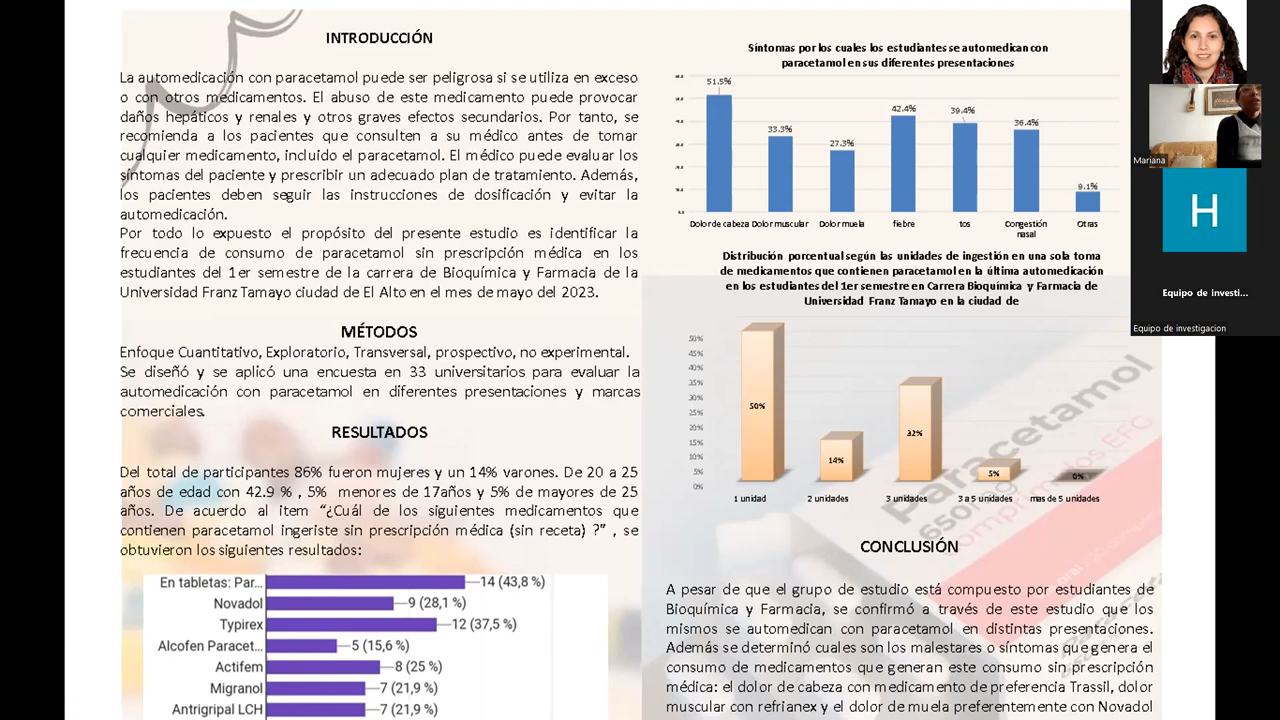 INTRODUCCIÓN
La automedicación con paracetamol puede ser peligrosa si se utiliza en exceso
o con otros medicamentos. El abuso de este medicamento puede provocar
daños hepáticos y renales y otros graves efectos secundarios. Por tanto, se
recomienda a los pacientes que consulten a su médico antes de tomar
cualquier medicamento, incluido el paracetamol. El médico puede evaluar los
síntomas del paciente y prescribir un adecuado plan de tratamiento. Además,
los pacientes deben seguir las instrucciones de dosificación y evitar la
automedicación.
Por todo lo expuesto el propósito del presente estudio es identificar la
frecuencia de consumo de paracetamol sin prescripción médica en los
estudiantes del 1er semestre de la carrera de Bioquímica y Farmacia de la
Universidad Franz Tamayo ciudad de El Alto en el mes de mayo del 2023.
MÉTODOS
Enfoque Cuantitativo, Exploratorio, Transversal, prospectivo, no experimental.
Se diseñó y se aplicó una encuesta en 33 universitarios para evaluar la
automedicación con paracetamol en diferentes presentaciones y marcas
comerciales.
RESULTADOS
Del total de participantes 86% fueron mujeres y un 14% varones. De 20 a 25
años de edad con 42.9 % , 5% menores de 17años y 5% de mayores de 25
años. De acuerdo al item "¿Cuál de los siguientes medicamentos que
contienen paracetamol ingeriste sin prescripción médica (sin receta) ?" , se
obtuvieron los siguientes resultados:
En tabletas: Par... 14 (43,8 %)
Novadol 9 (28,1 %)
Typirex 12 (37,5 %)
Alcofen Paracet... 5 (15,6 %)
Actifem 8 (25 %)
Migranol 7 (21,9 %)
Antrigripal LCH 7 (21,9 %)
Síntomas por los cuales los estudiantes se automedican con
paracetamol en sus diferentes presentaciones
51.5%
33.3%
27.3%
42.4%
39.4%
36.4%
9.1%
Dolor de cabeza Dolor muscular Dolor muela fiebre tos Congestión nasal Otras
Distribución porcentual según las unidades de ingestión en una sola toma
de medicamentos que contienen paracetamol en la última automedicación
en los estudiantes del 1er semestre en Carrera Bioquímica y Farmacia de
Universidad Franz Tamayo en la ciudad de
50%
45%
40%
35%
30%
25%
20%
15%
10%
5%
0%
50%
14%
32%
5%
0%
1 unidad 2 unidades 3 unidades 3 a 5 unidades mas de 5 unidades
paracetamol
CONCLUSIÓN
A pesar de que el grupo de estudio está compuesto por estudiantes de
Bioquímica y Farmacia, se confirmó a través de este estudio que los
mismos se automedican con paracetamol en distintas presentaciones.
Además se determinó cuales son los malestares o síntomas que genera el
consumo de medicamentos que generan este consumo sin prescripción
médica: el dolor de cabeza con medicamento de preferencia Trassil, dolor
muscular con refrianex y el dolor de muela preferentemente con Novadol
Mariana
H
Equipo de investi...
Equipo de investigacion